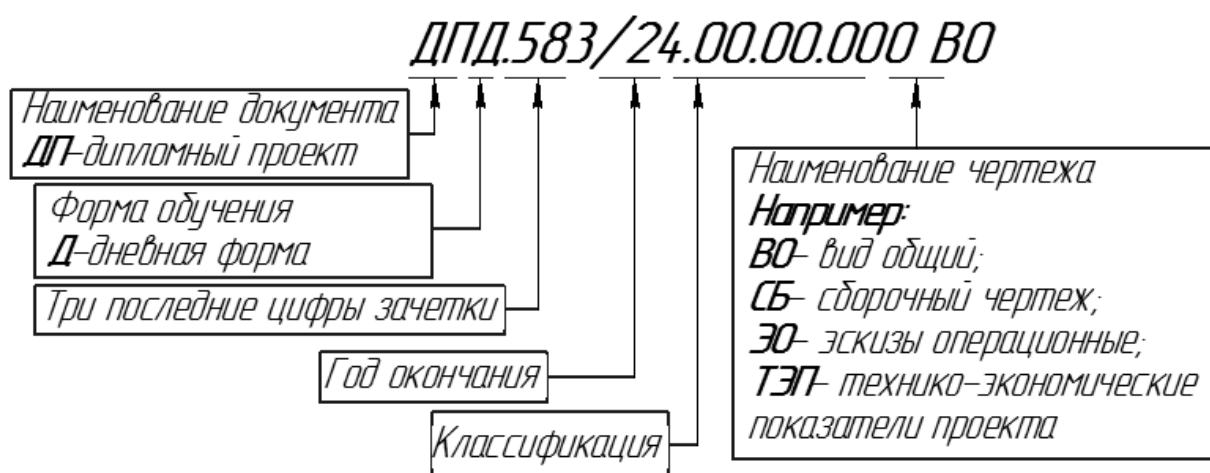 ДПД.583/24.00.00.000 ВО
Наименование документа
ДП-дипломный проект
Форма обучения
Д-дневная форма
Три последние цифры зачетки
Год окончания
Классификация
Наименование чертежа
Например:
ВО- вид общий;
СБ- сборочный чертеж;
ЭО- эскизы операционные;
ТЭП- технико-экономические
показатели проекта